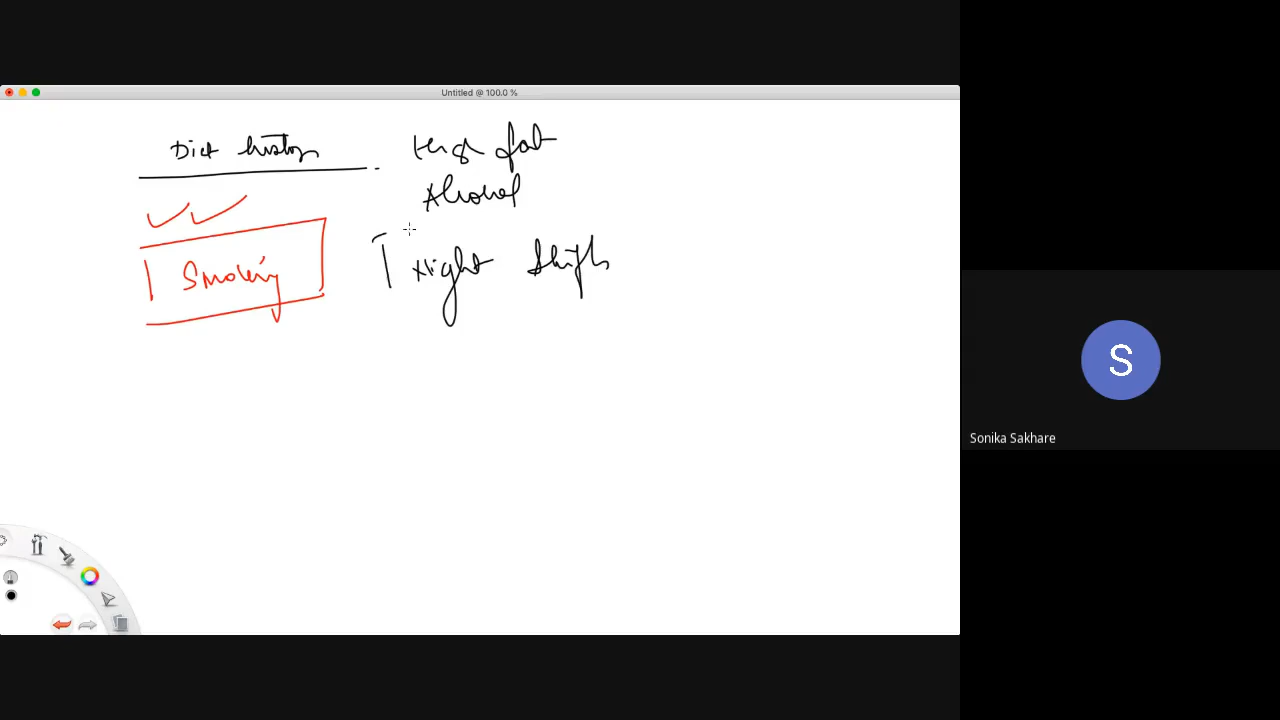 Untitled @ 100.0 %
Diet history
High fat
Alcohol
Smoking
Night Shifts
S
Sonika Sakhare